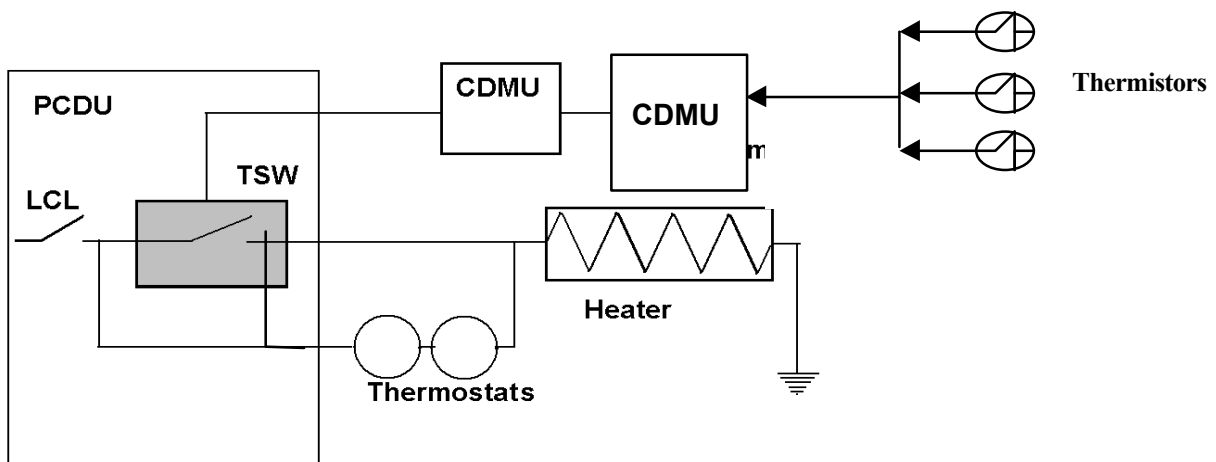 PCDU
CDMU
CDMU
m
Thermistors
TSW
LCL
Heater
Thermostats